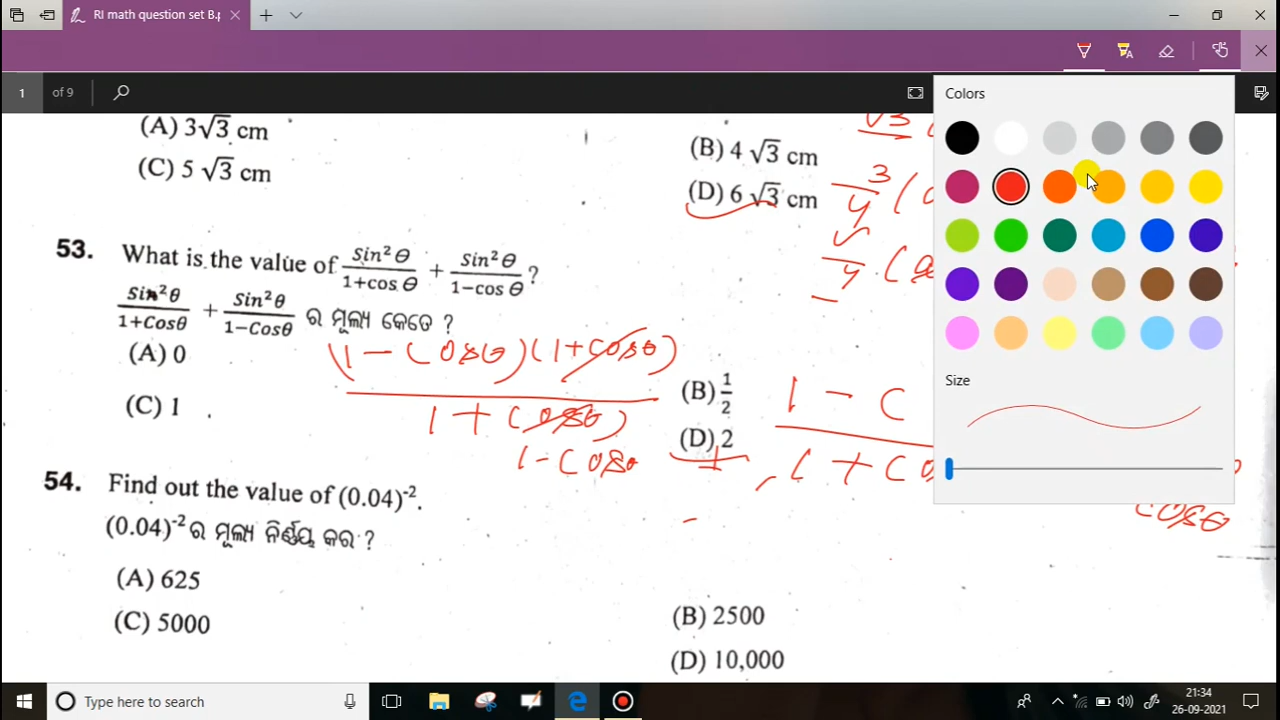 RI math question set B.p
1 of 9
Colors
(A) 3√3 cm
(B) 4 √3 cm
(C) 5 √3 cm
(D) 6 √3 cm
3/4 (
53. What is the value of Sin²θ/1+cos θ + Sin²θ/1−cos θ ?
Sin²θ/1+Cosθ + Sin²θ/1−Cosθ ର ମୂଲ୍ୟ କେତେ ?
(A) 0
(1 − Cosθ)(1+cosθ)
1 + (cosθ)
1 − Cosθ
(B) 1/2
1 − C
1 + Co
cosθ
Size
(C) 1
(D) 2
54. Find out the value of (0.04)⁻².
(0.04)⁻² ର ମୂଲ୍ୟ ନିର୍ଣ୍ଣୟ କର ?
(A) 625
(B) 2500
(C) 5000
(D) 10,000
Type here to search
21:34
26-09-2021